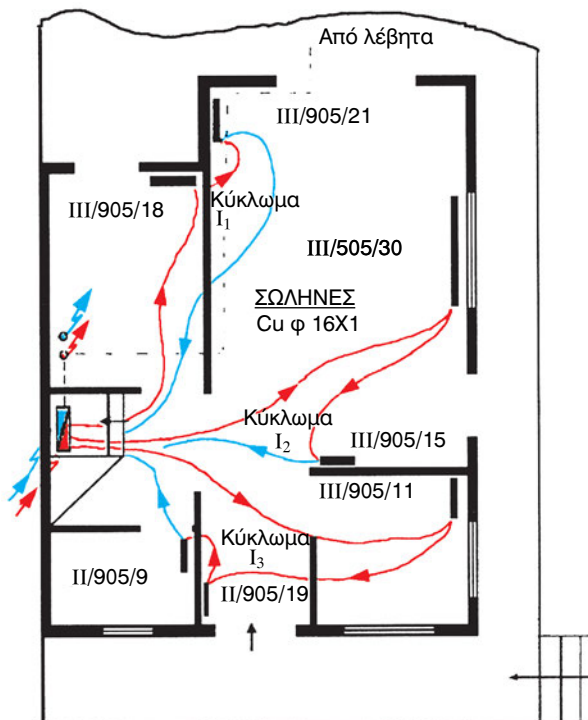 Από λέβητα
III/905/21
III/905/18
Κύκλωμα
I1
III/505/30
ΣΩΛΗΝΕΣ
Cu φ 16X1
Κύκλωμα
I2
III/905/15
III/905/11
Κύκλωμα
I3
II/905/9
II/905/19